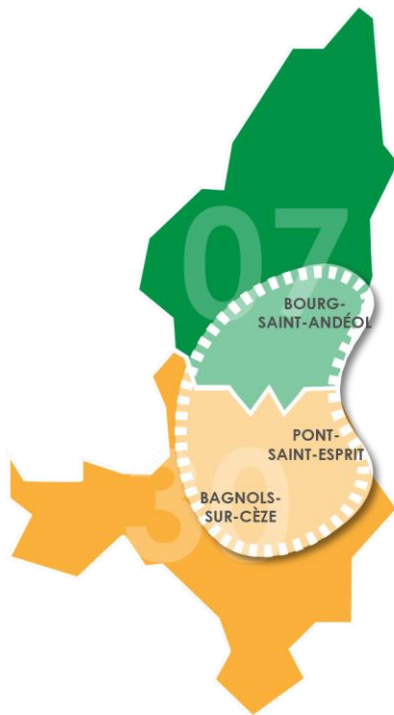 07
BOURG-
SAINT-ANDÉOL
PONT-
SAINT-ESPRIT
30
BAGNOLS-
SUR-CÈZE